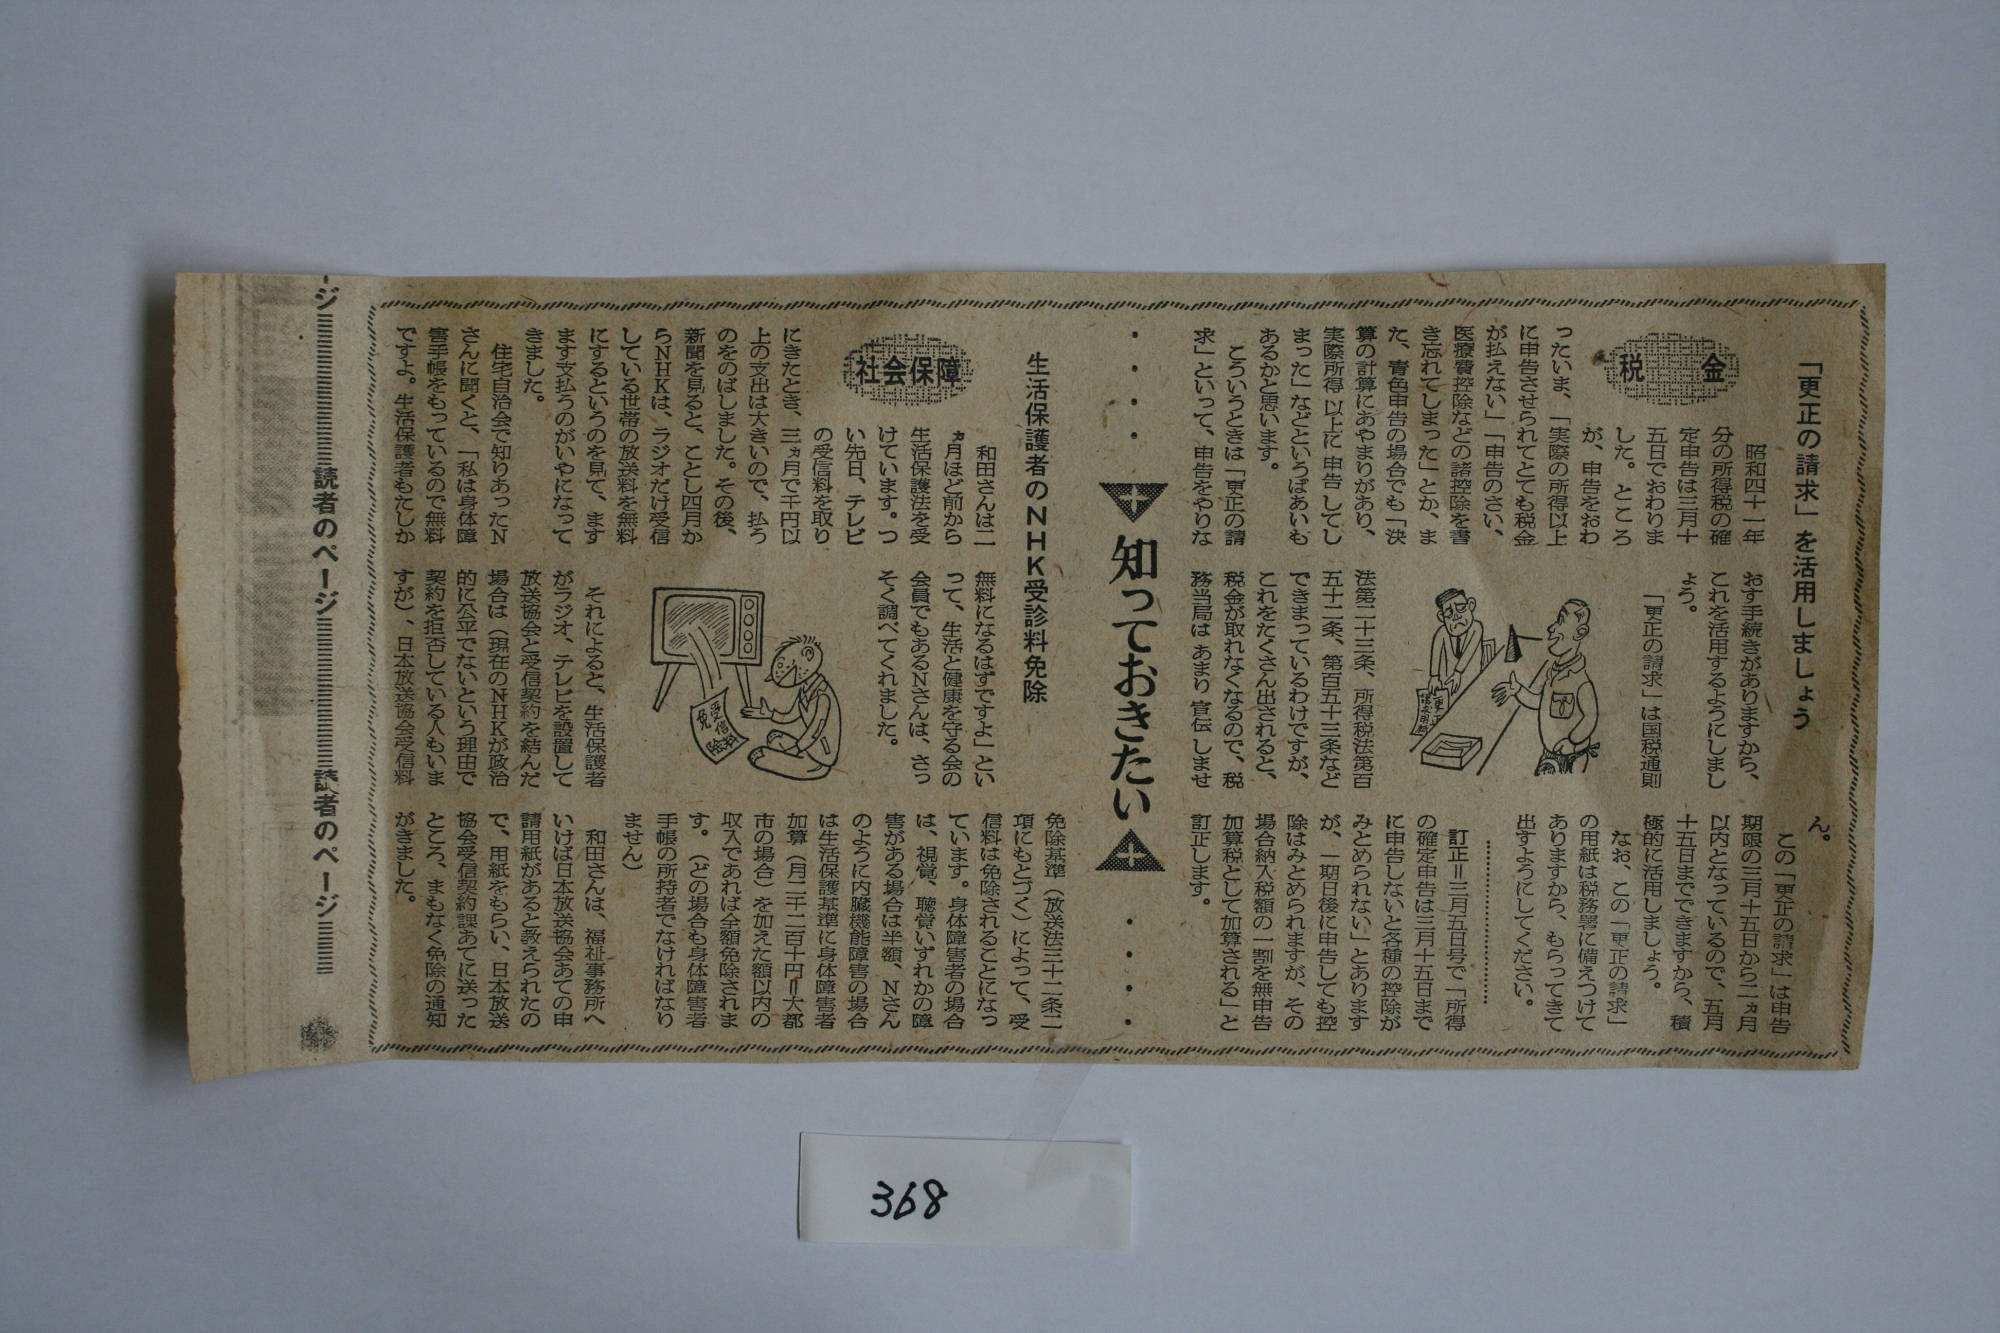 「更正の請求」を活用しましょう
税金
昭和四十一年
分の所得税の確
定申告は三月十
五日でおわりま
した。ところ
が、申告をおわ
ったいま、「実際の所得以上
に申告させられてとても税金
が払えない」「申告のさい、
医療費控除などの諸控除を書
き忘れてしまった」とか、ま
た、青色申告の場合でも「決
算の計算にあやまりがあり、
実際所得以上に申告してし
まった」などというばあいも
あるかと思います。
こういうときは「更正の請
求」といって、申告をやりな
おす手続きがありますから、
これを活用するようにしまし
ょう。
「更正の請求」は国税通則
法第二十三条、所得税法第百
五十二条、第百五十三条など
できまっているわけですが、
これをたくさん出されると、
税金が取れなくなるので、税
務当局はあまり宣伝しませ
ん。
この「更正の請求」は申告
期限の三月十五日から二ヵ月
以内となっているので、五月
十五日までできますから、積
極的に活用しましょう。
なお、この「更正の請求」
の用紙は税務署に備えつけて
ありますから、もらってきて
出すようにしてください。
訂正＝三月五日号で「所得
の確定申告は三月十五日まで
に申告しないと各種の控除が
みとめられない」とあります
が、一期日後に申告しても控
除はみとめられますが、その
場合納入税額の一割を無申告
加算税として加算される」と
訂正します。
知っておきたい
生活保護者のNHK受診料免除
社会保障
和田さんは二
ヵ月ほど前から
生活保護法を受
けています。つ
い先日、テレビ
の受信料を取り
にきたとき、三ヵ月で千円以
上の支出は大きいので、払う
のをのばしました。その後、
新聞を見ると、ことし四月か
らNHKは、ラジオだけ受信
している世帯の放送料を無料
にするというのを見て、ます
ます支払うのがいやになって
きました。
住宅自治会で知りあったN
さんに聞くと、「私は身体障
害手帳をもっているので無料
ですよ。生活保護者もたしか
無料になるはずですよ」とい
って、生活と健康を守る会の
会員でもあるNさんは、さっ
そく調べてくれました。
受信料
免除
それによると、生活保護者
がラジオ、テレビを設置して
放送協会と受信契約を結んだ
場合は（現在のNHKが政治
的に公平でないという理由で
契約を拒否している人もいま
すが）、日本放送協会受信料
免除基準（放送法三十二条二
項にもとづく）によって、受
信料は免除されることになっ
ています。身体障害者の場合
は、視覚、聴覚いずれかの障
害がある場合は半額、Nさん
のように内臓機能障害の場合
は生活保護基準に身体障害者
加算（月二千二百十円＝大都
市の場合）を加えた額以内の
収入であれば全額免除されま
す。（どの場合も身体障害者
手帳の所持者でなければなり
ません）
和田さんは、福祉事務所へ
いけば日本放送協会あての申
請用紙があると教えられたの
で、用紙をもらい、日本放送
協会受信契約課あてに送った
ところ、まもなく免除の通知
がきました。
ージ 読者のページ 読者のページ
368